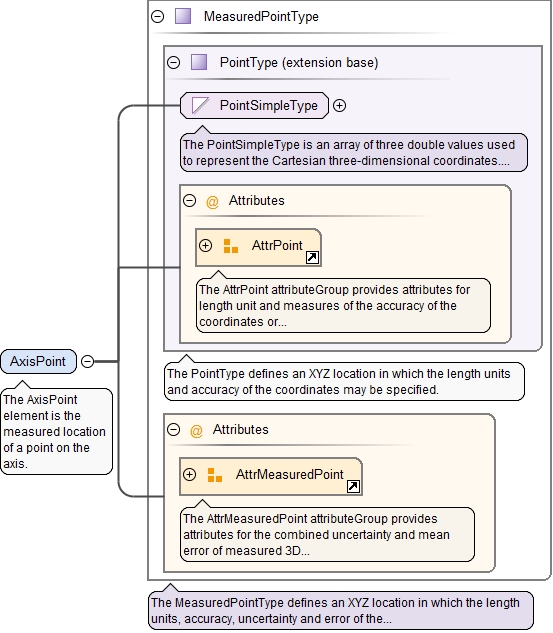 MeasuredPointType
PointType (extension base)
PointSimpleType
The PointSimpleType is an array of three double values used
to represent the Cartesian three-dimensional coordinates....
@ Attributes
AttrPoint
The AttrPoint attributeGroup provides attributes for
length unit and measures of the accuracy of the
coordinates or...
AxisPoint
The AxisPoint
element is the
measured location
of a point on the
axis.
The PointType defines an XYZ location in which the length units
and accuracy of the coordinates may be specified.
@ Attributes
AttrMeasuredPoint
The AttrMeasuredPoint attributeGroup provides
attributes for the combined uncertainty and mean
error of measured 3D...
The MeasuredPointType defines an XYZ location in which the length
units, accuracy, uncertainty and error of the...